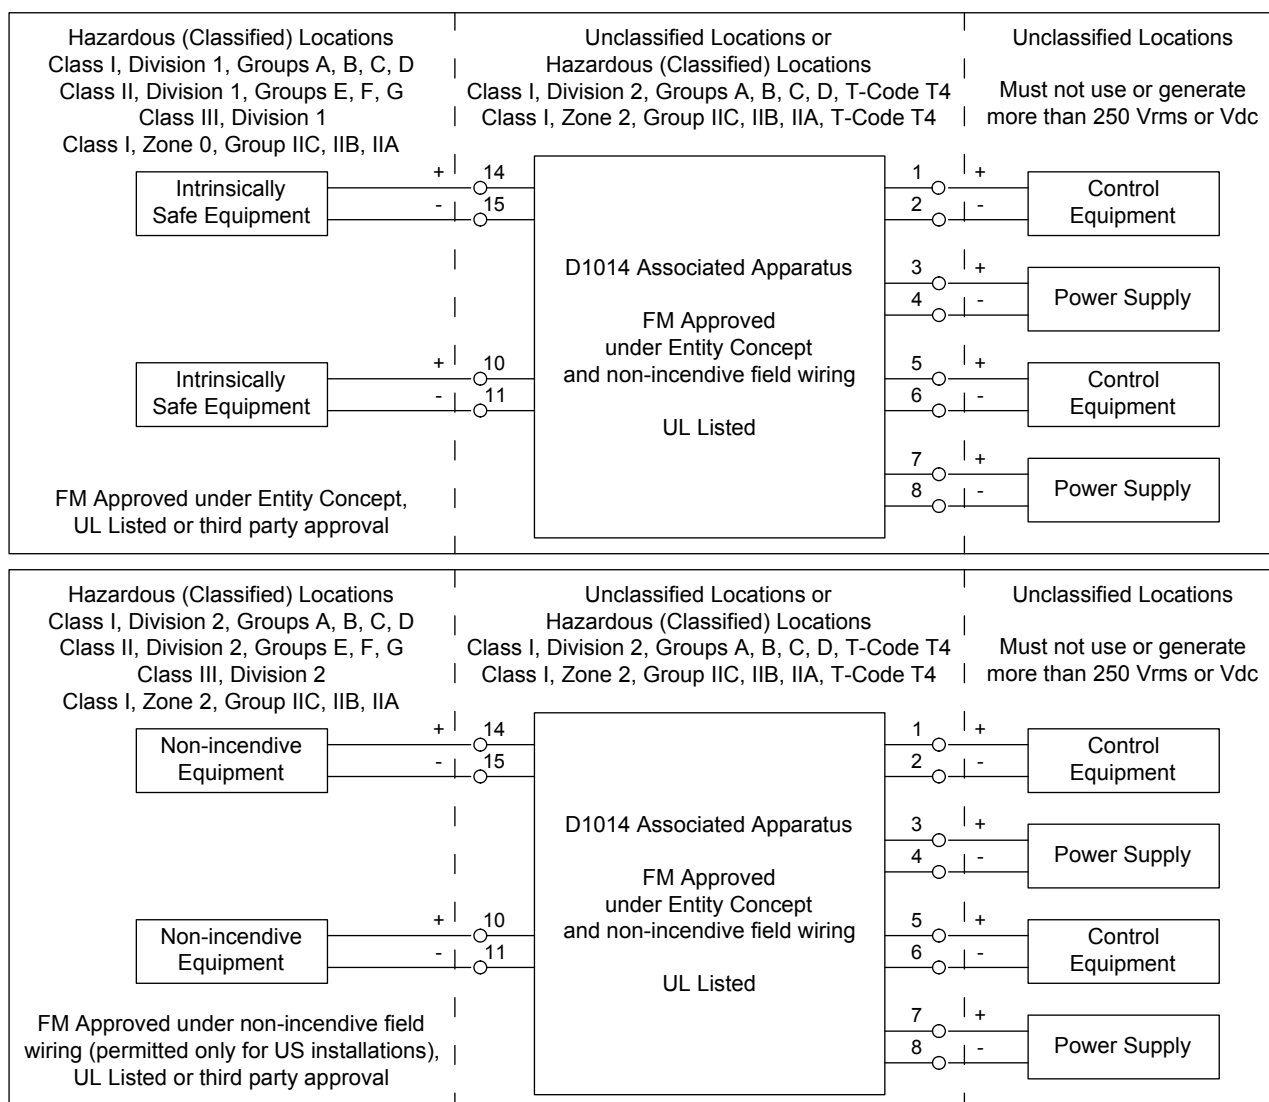 Hazardous (Classified) Locations
Class I, Division 1, Groups A, B, C, D
Class II, Division 1, Groups E, F, G
Class III, Division 1
Class I, Zone 0, Group IIC, IIB, IIA
Unclassified Locations or
Hazardous (Classified) Locations
Class I, Division 2, Groups A, B, C, D, T-Code T4
Class I, Zone 2, Group IIC, IIB, IIA, T-Code T4
Unclassified Locations
Must not use or generate
more than 250 Vrms or Vdc
Intrinsically
Safe Equipment
+ 14
- 15
Intrinsically
Safe Equipment
+ 10
- 11
FM Approved under Entity Concept,
UL Listed or third party approval
D1014 Associated Apparatus
FM Approved
under Entity Concept
and non-incendive field wiring
UL Listed
1 +
2 -
Control
Equipment
3 +
4 -
Power Supply
5 +
6 -
Control
Equipment
7 +
8 -
Power Supply
Hazardous (Classified) Locations
Class I, Division 2, Groups A, B, C, D
Class II, Division 2, Groups E, F, G
Class III, Division 2
Class I, Zone 2, Group IIC, IIB, IIA
Unclassified Locations or
Hazardous (Classified) Locations
Class I, Division 2, Groups A, B, C, D, T-Code T4
Class I, Zone 2, Group IIC, IIB, IIA, T-Code T4
Unclassified Locations
Must not use or generate
more than 250 Vrms or Vdc
Non-incendive
Equipment
+ 14
- 15
Non-incendive
Equipment
+ 10
- 11
FM Approved under non-incendive field
wiring (permitted only for US installations),
UL Listed or third party approval
D1014 Associated Apparatus
FM Approved
under Entity Concept
and non-incendive field wiring
UL Listed
1 +
2 -
Control
Equipment
3 +
4 -
Power Supply
5 +
6 -
Control
Equipment
7 +
8 -
Power Supply